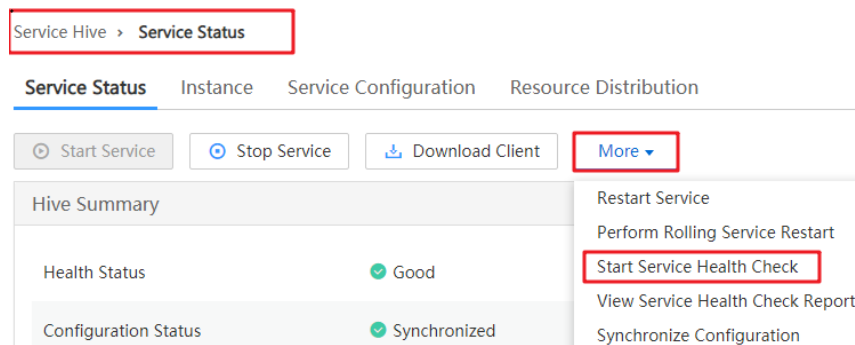 Service Hive › Service Status
Service Status Instance Service Configuration Resource Distribution
Start Service Stop Service Download Client More
Hive Summary
Restart Service
Perform Rolling Service Restart
Health Status Good
Start Service Health Check
View Service Health Check Report
Configuration Status Synchronized
Synchronize Configuration